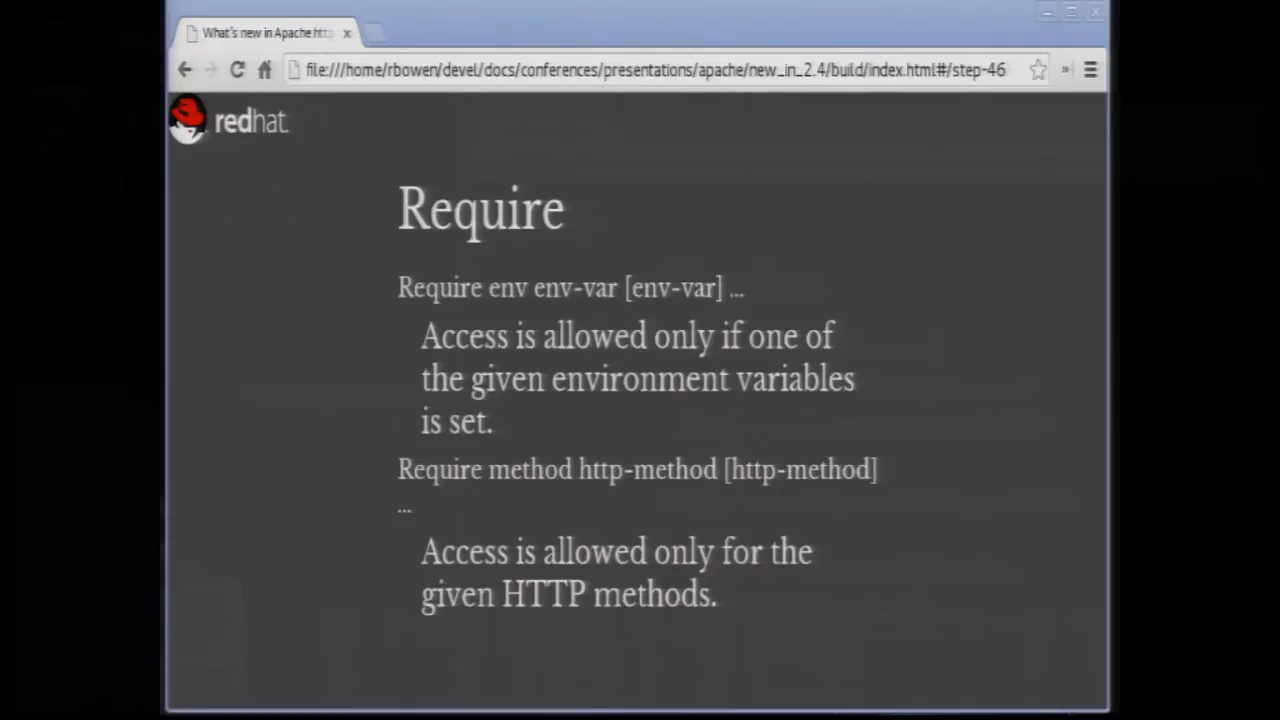 What's new in Apache http
file:///home/rbowen/devel/docs/conferences/presentations/apache/new_in_2.4/build/index.html#/step-46
redhat.
Require
Require env env-var [env-var] ...
Access is allowed only if one of
the given environment variables
is set.
Require method http-method [http-method]
...
Access is allowed only for the
given HTTP methods.